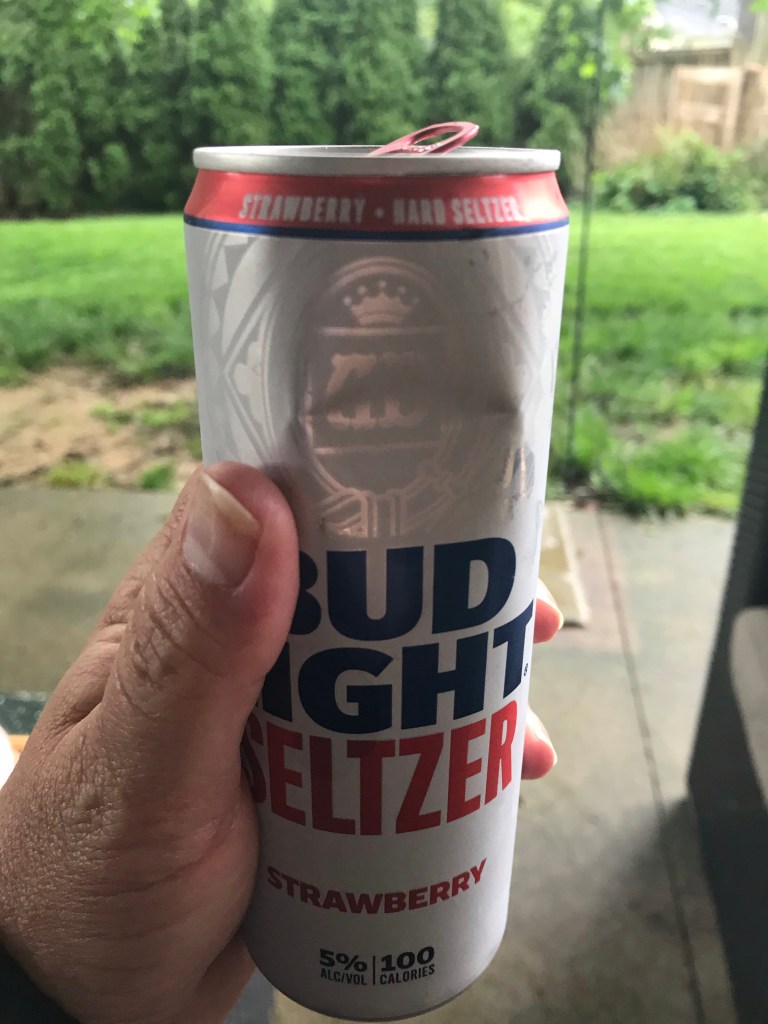 STRAWBERRY • HARD SELTZER
BUD
IGHT
SELTZER
STRAWBERRY
5% | 100
ALC/VOL | CALORIES